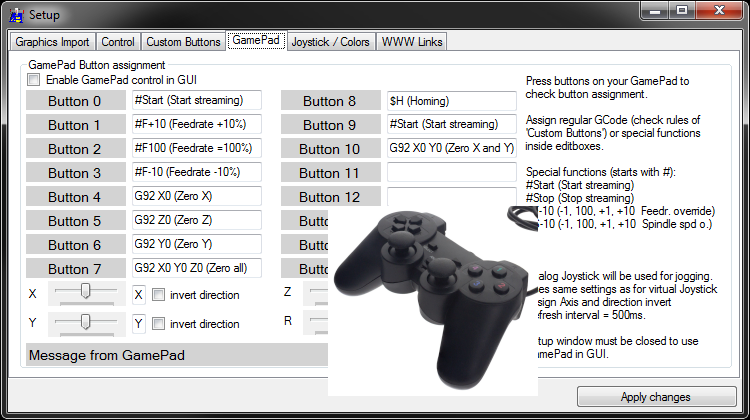 Setup
Graphics Import
Control
Custom Buttons
GamePad
Joystick / Colors
WWW Links
GamePad Button assignment
Enable GamePad control in GUI
Button 0 #Start (Start streaming)
Button 1 #F+10 (Feedrate +10%)
Button 2 #F100 (Feedrate =100%)
Button 3 #F-10 (Feedrate -10%)
Button 4 G92 X0 (Zero X)
Button 5 G92 Z0 (Zero Z)
Button 6 G92 Y0 (Zero Y)
Button 7 G92 X0 Y0 Z0 (Zero all)
X X invert direction
Y Y invert direction
Button 8 $H (Homing)
Button 9 #Start (Start streaming)
Button 10 G92 X0 Y0 (Zero X and Y)
Button 11
Button 12
Z
R
Message from GamePad
Press buttons on your GamePad to
check button assignment.
Assign regular GCode (check rules of
'Custom Buttons') or special functions
inside editboxes.
Special functions (starts with #):
#Start (Start streaming)
#Stop (Stop streaming)
-10 (-1, 100, +1, +10 Feedr. override)
-10 (-1, 100, +1, +10 Spindle spd o.)
alog Joystick will be used for jogging.
es same settings as for virtual Joystick
sign Axis and direction invert
fresh interval = 500ms.
tup window must be closed to use
amePad in GUI.
Apply changes